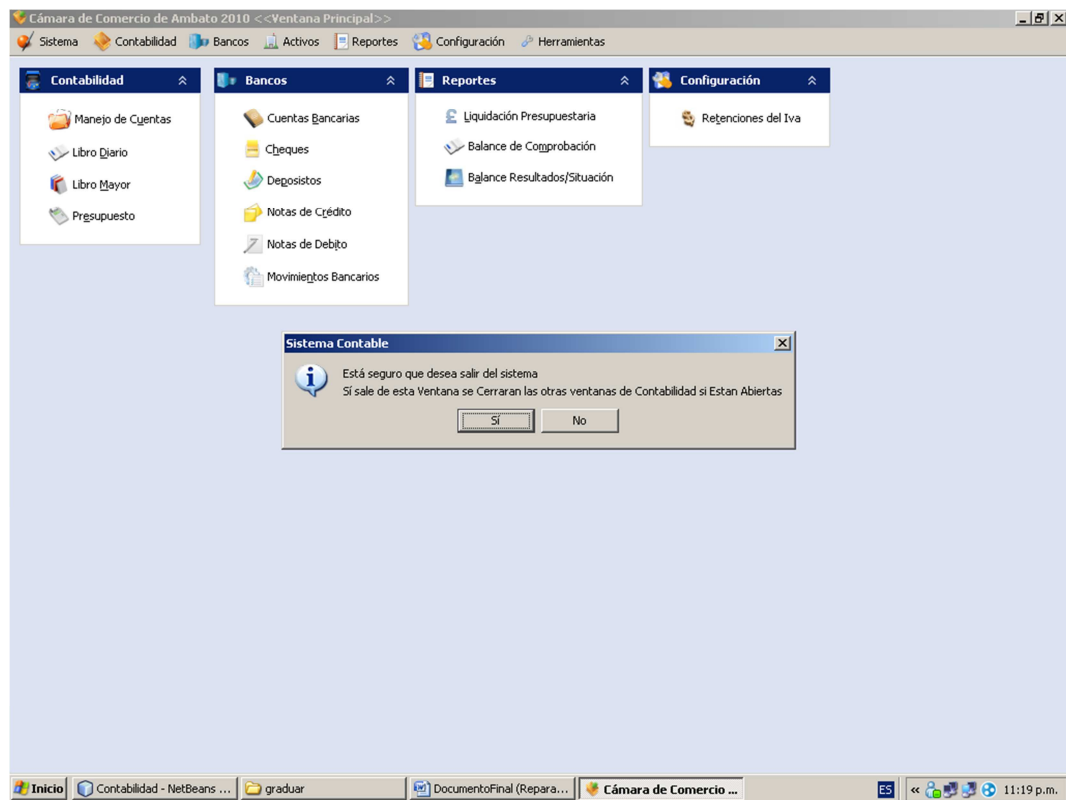 Cámara de Comercio de Ambato 2010 <<Ventana Principal>>
Sistema Contabilidad Bancos Activos Reportes Configuración Herramientas
Contabilidad
Manejo de Cuentas
Libro Diario
Libro Mayor
Presupuesto
Bancos
Cuentas Bancarias
Cheques
Deposistos
Notas de Crédito
Notas de Debito
Movimientos Bancarios
Reportes
Liquidación Presupuestaria
Balance de Comprobación
Balance Resultados/Situación
Configuración
Retenciones del Iva
Sistema Contable
Está seguro que desea salir del sistema
Sí sale de esta Ventana se Cerraran las otras ventanas de Contabilidad si Estan Abiertas
Sí No
Inicio Contabilidad - NetBeans ... graduar DocumentoFinal (Repara... Cámara de Comercio ... ES « 11:19 p.m.